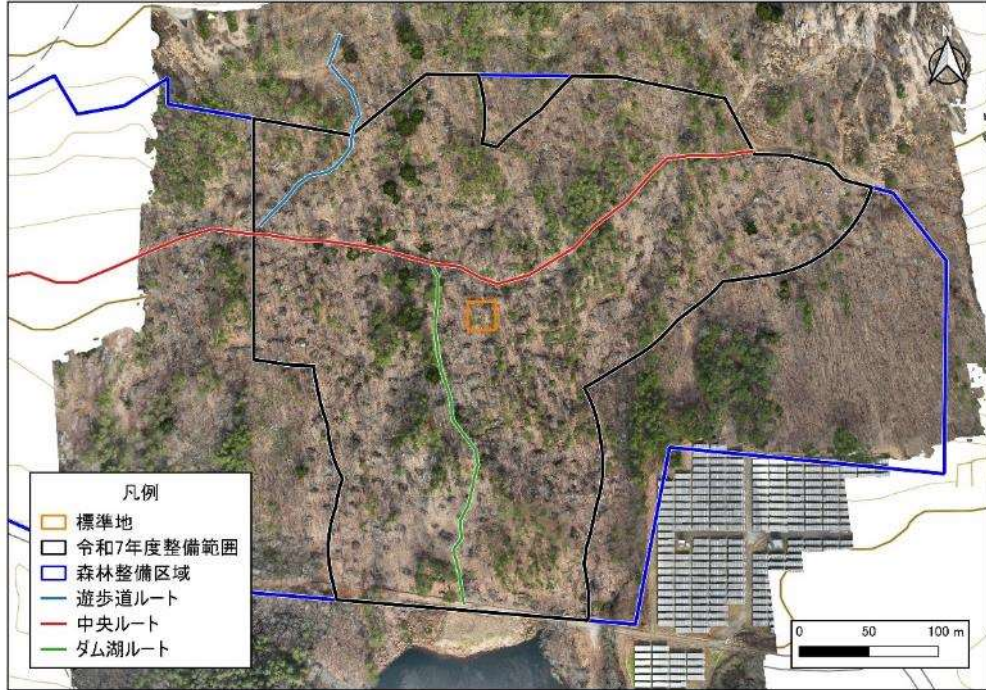 N
凡例
標準地
令和7年度整備範囲
森林整備区域
遊歩道ルート
中央ルート
ダム湖ルート
0 50 100 m